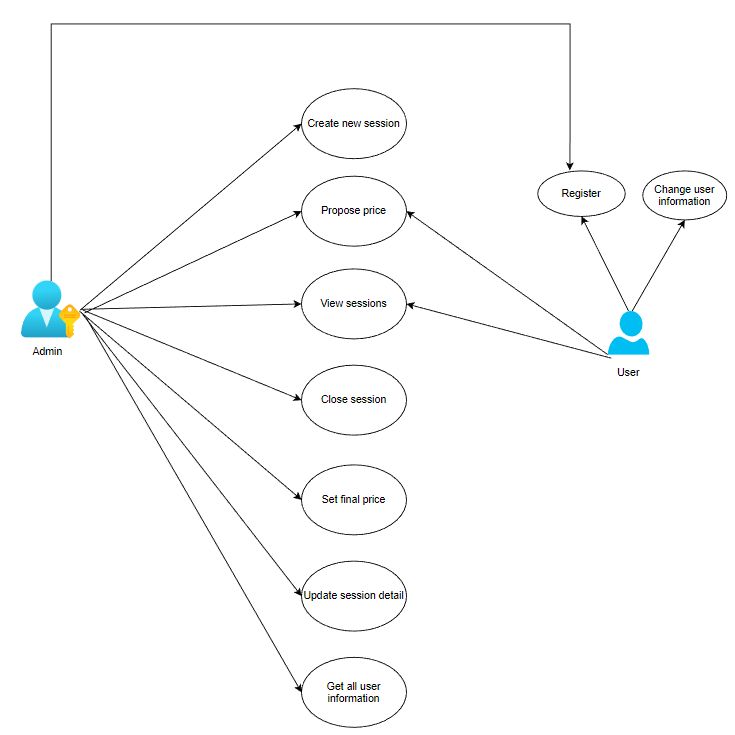 Create new session
Propose price
Register
Change user
information
View sessions
Admin
User
Close session
Set final price
Update session detail
Get all user
information